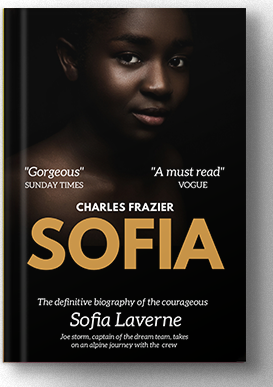 "Gorgeous"
SUNDAY TIMES
"A must read"
VOGUE
CHARLES FRAZIER
SOFIA
The definitive biography of the courageous
Sofia Laverne
Joe storm, captain of the dream team, takes
on an alpine journey with the crew